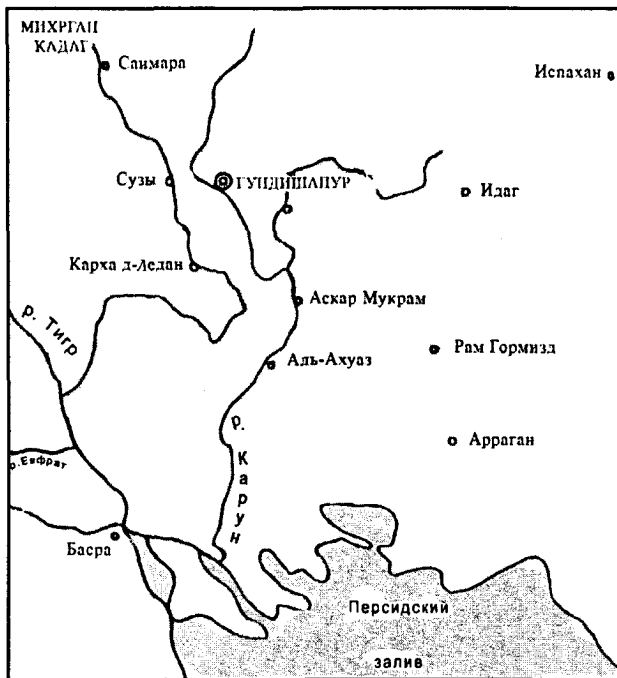 МИХРГАН
КАДАГ
Саимара
Испахан
Сузы
ГУНДИШАПУР
Идаг
Карха д-Ледан
Аскар Мукрам
р. Тигр
Рам Гормизд
Аль-Ахуаз
р. Карун
Арраган
р. Евфрат
Басра
Персидский
залив